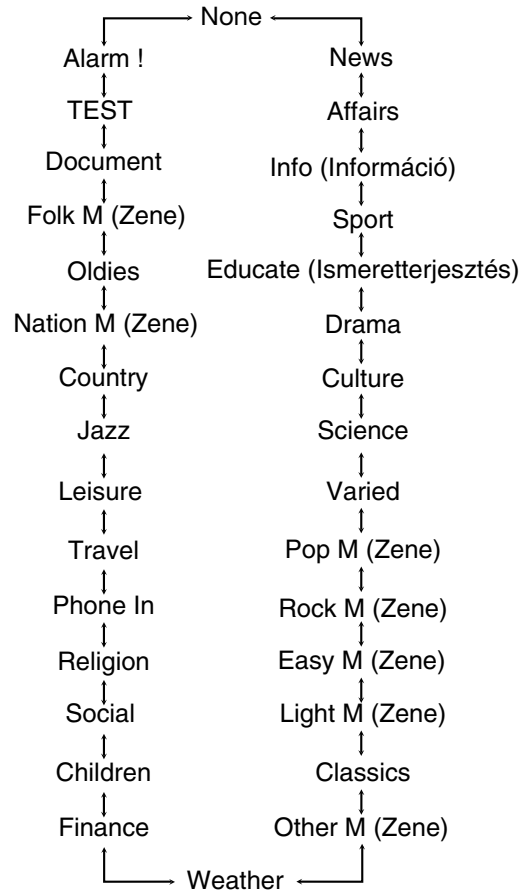 None
Alarm !
TEST
Document
Folk M (Zene)
Oldies
Nation M (Zene)
Country
Jazz
Leisure
Travel
Phone In
Religion
Social
Children
Finance
News
Affairs
Info (Információ)
Sport
Educate (Ismeretterjesztés)
Drama
Culture
Science
Varied
Pop M (Zene)
Rock M (Zene)
Easy M (Zene)
Light M (Zene)
Classics
Other M (Zene)
Weather